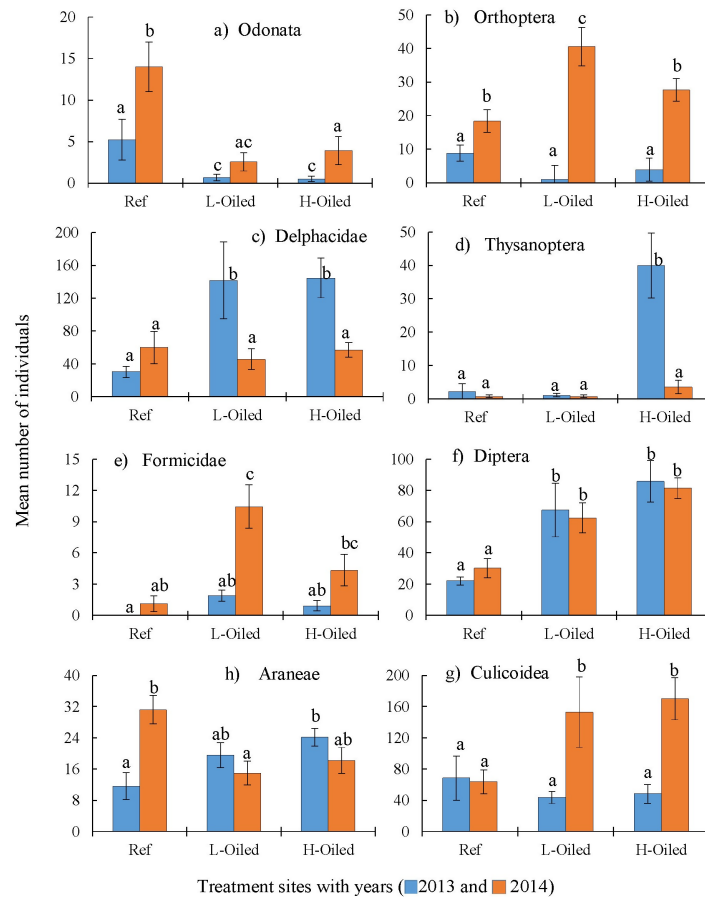 Mean number of individuals
a) Odonata
20
15
10
5
0
a
b
c
ac
c
a
Ref
L-Oiled
H-Oiled
b) Orthoptera
50
40
30
20
10
0
a
b
a
c
a
b
Ref
L-Oiled
H-Oiled
c) Delphacidae
200
160
120
80
40
0
a
a
b
a
b
a
Ref
L-Oiled
H-Oiled
d) Thysanoptera
50
40
30
20
10
0
a
a
a
a
b
a
Ref
L-Oiled
H-Oiled
e) Formicidae
15
12
9
6
3
0
a
ab
ab
c
ab
bc
Ref
L-Oiled
H-Oiled
f) Diptera
100
80
60
40
20
0
a
a
b
b
b
b
Ref
L-Oiled
H-Oiled
h) Araneae
40
32
24
16
8
0
a
b
ab
a
b
ab
Ref
L-Oiled
H-Oiled
g) Culicoidea
200
160
120
80
40
0
a
a
a
b
a
b
Ref
L-Oiled
H-Oiled
Treatment sites with years (2013 and 2014)